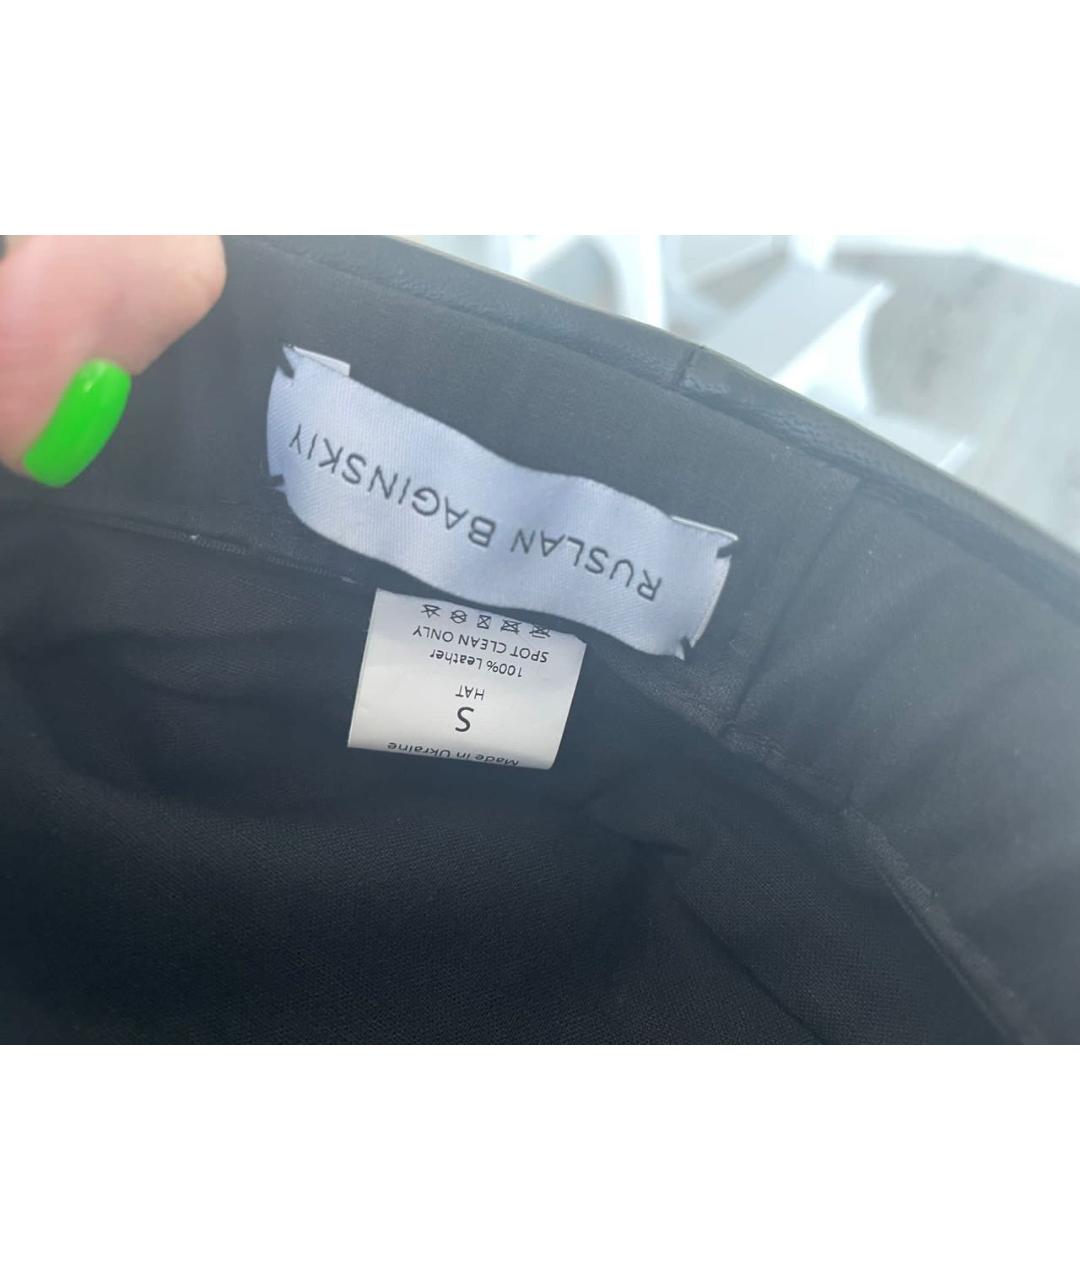 RUSLAN BAGINSKIY
Made in Ukraine
S
HAT
100% Leather
SPOT CLEAN ONLY